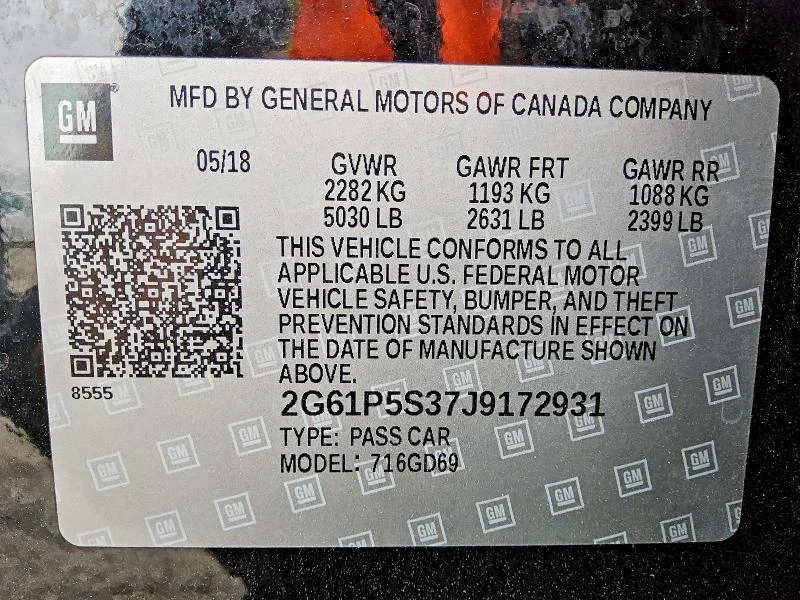 GM
MFD BY GENERAL MOTORS OF CANADA COMPANY
05/18
GVWR GAWR FRT GAWR RR
2282 KG 1193 KG 1088 KG
5030 LB 2631 LB 2399 LB
THIS VEHICLE CONFORMS TO ALL
APPLICABLE U.S. FEDERAL MOTOR
VEHICLE SAFETY, BUMPER, AND THEFT
PREVENTION STANDARDS IN EFFECT ON
THE DATE OF MANUFACTURE SHOWN
ABOVE.
8555
2G61P5S37J9172931
TYPE: PASS CAR
MODEL: 716GD69